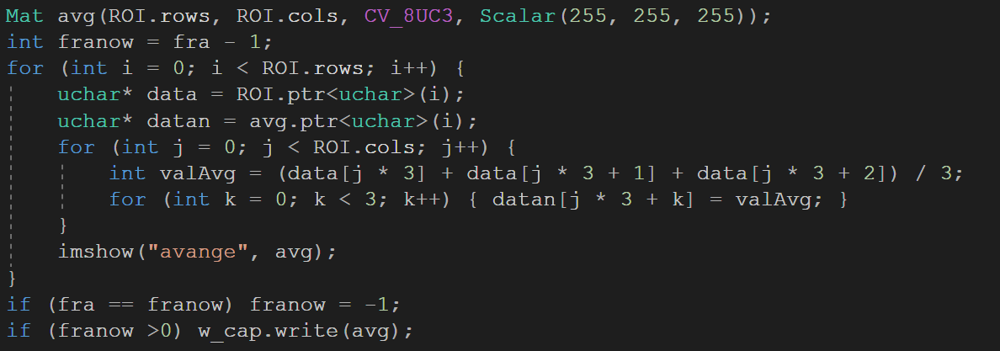 Mat avg(ROI.rows, ROI.cols, CV_8UC3, Scalar(255, 255, 255));
int franow = fra - 1;
for (int i = 0; i < ROI.rows; i++) {
    uchar* data = ROI.ptr<uchar>(i);
    uchar* datan = avg.ptr<uchar>(i);
    for (int j = 0; j < ROI.cols; j++) {
        int valAvg = (data[j * 3] + data[j * 3 + 1] + data[j * 3 + 2]) / 3;
        for (int k = 0; k < 3; k++) { datan[j * 3 + k] = valAvg; }
    }
    imshow("avange", avg);
}
if (fra == franow) franow = -1;
if (franow >0) w_cap.write(avg);